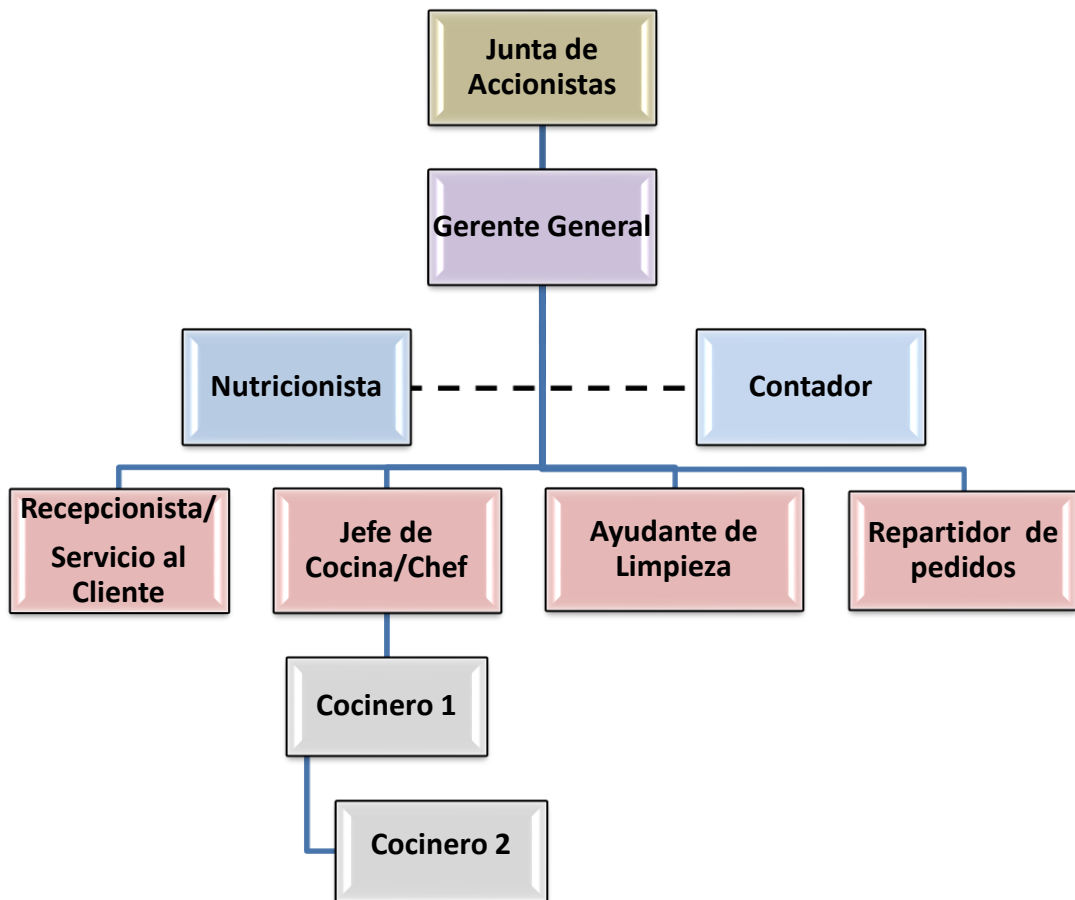 Junta de
Accionistas
Gerente General
Nutricionista
Contador
Recepcionista/
Servicio al
Cliente
Jefe de
Cocina/Chef
Ayudante de
Limpieza
Repartidor de
pedidos
Cocinero 1
Cocinero 2